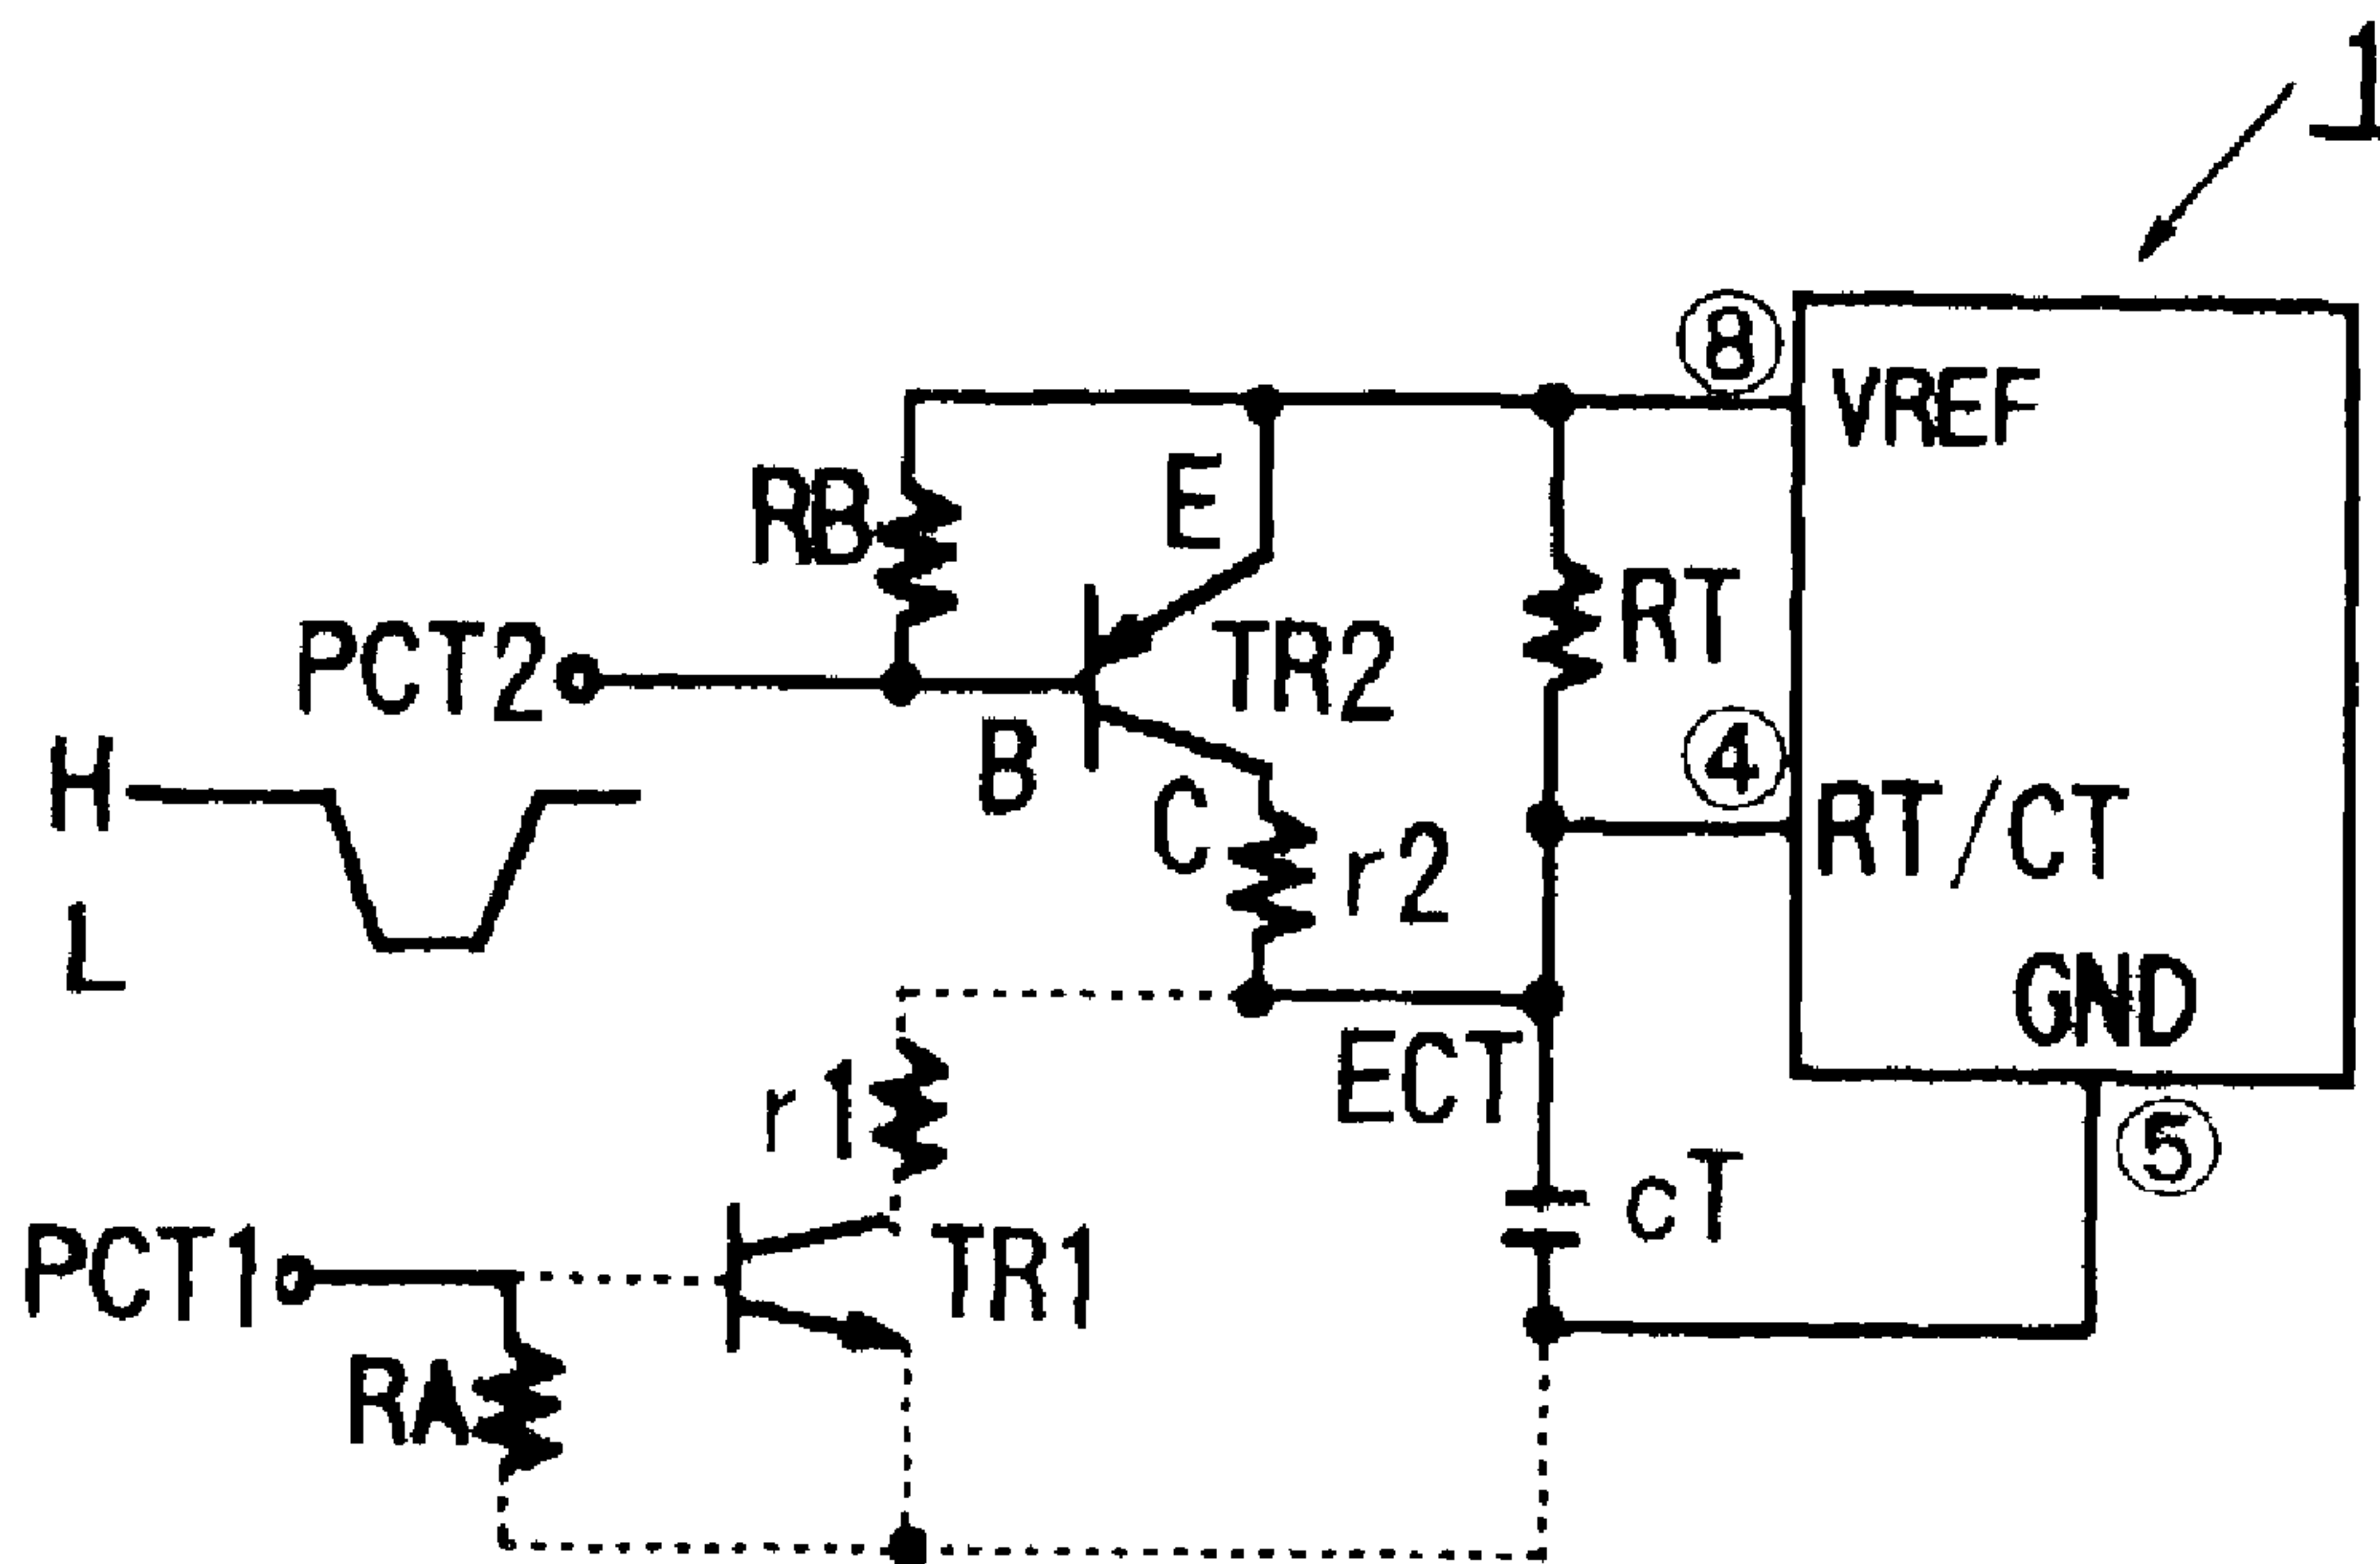 1
⑧
VREF
RB
E
RT
PCT2
TR2
④
B
H
C
r2
RT/CT
L
GND
ECT
r1
⑤
cT
PCT1
TR1
RA